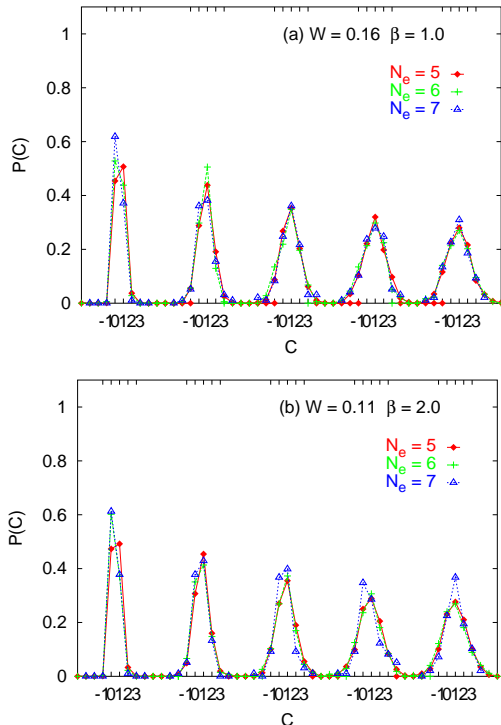 (a) W = 0.16 β = 1.0
N_e = 5
N_e = 6
N_e = 7
P(C)
1
0.8
0.6
0.4
0.2
0
-10123 -10123 -10123 -10123 -10123
C
(b) W = 0.11 β = 2.0
N_e = 5
N_e = 6
N_e = 7
P(C)
1
0.8
0.6
0.4
0.2
0
-10123 -10123 -10123 -10123 -10123
C